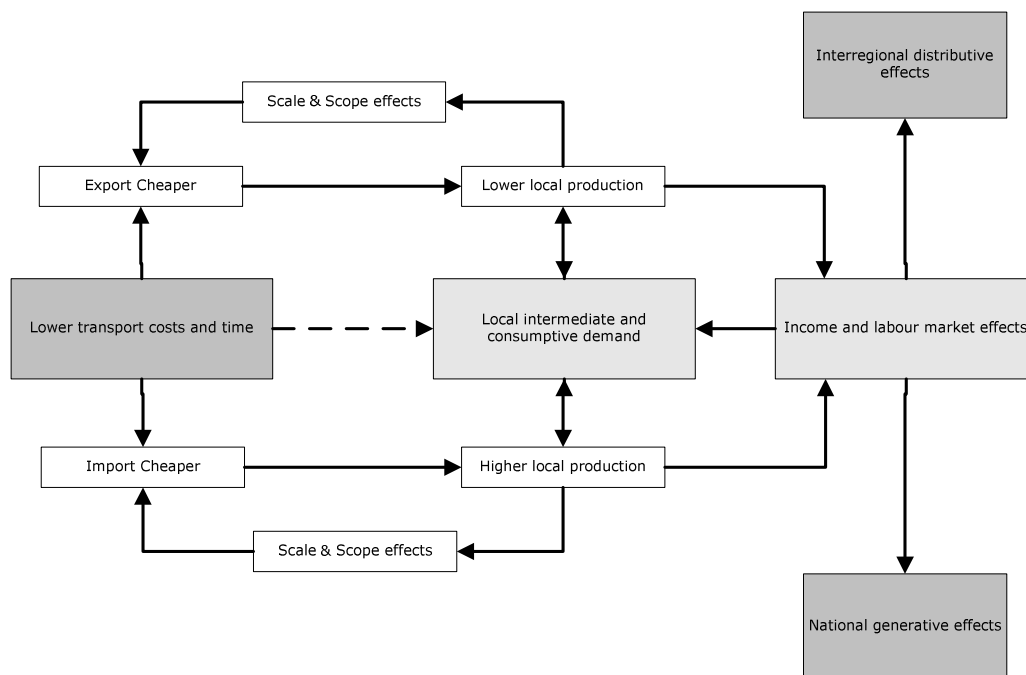 Interregional distributive
effects
Scale & Scope effects
Export Cheaper
Lower local production
Lower transport costs and time
Local intermediate and
consumptive demand
Income and labour market effects
Import Cheaper
Higher local production
Scale & Scope effects
National generative effects